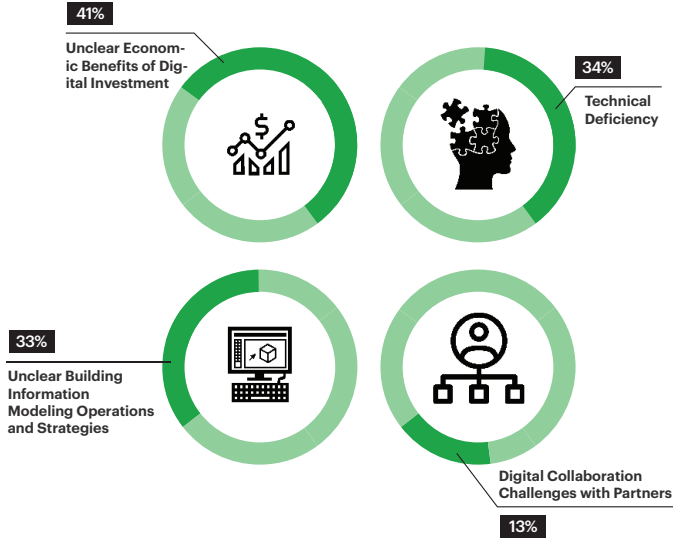 41%
Unclear Econom-
ic Benefits of Dig-
ital Investment
34%
Technical
Deficiency
$
33%
Unclear Building
Information
Modeling Operations
and Strategies
Digital Collaboration
Challenges with Partners
13%